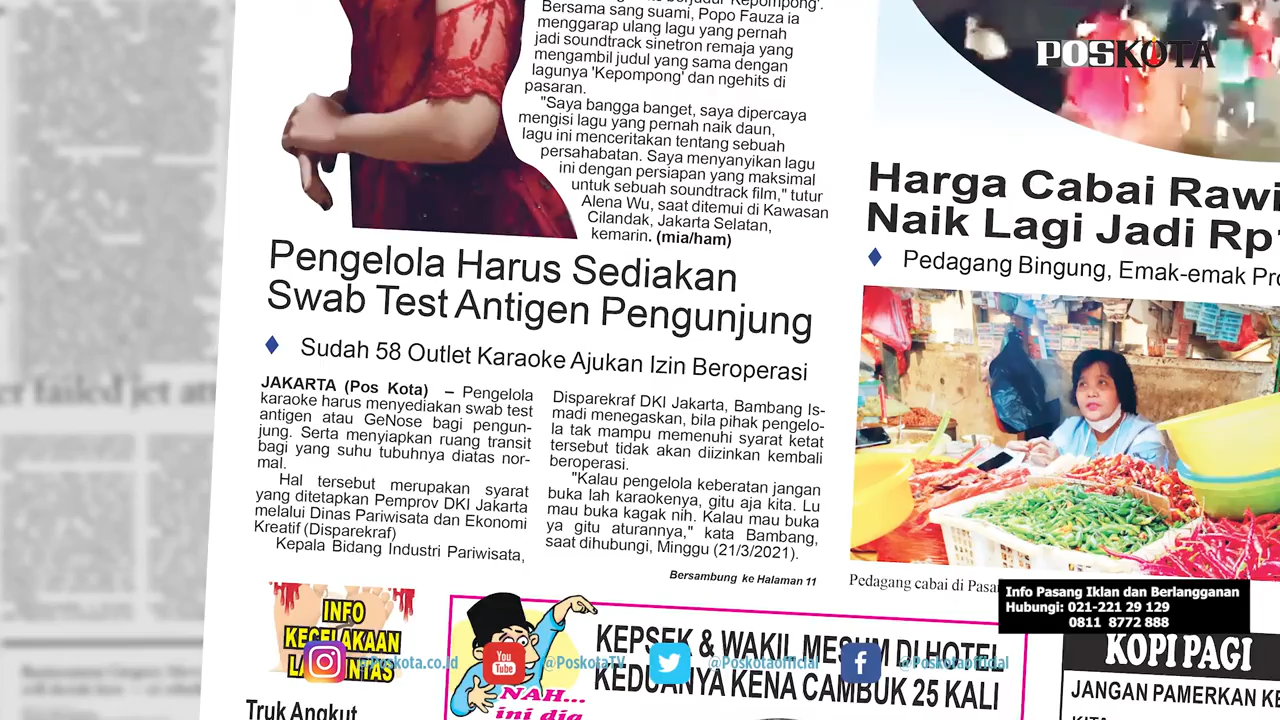 berjudul 'Kepompong'.
Bersama sang suami, Popo Fauza ia
menggarap ulang lagu yang pernah
jadi soundtrack sinetron remaja yang
mengambil judul yang sama dengan
lagunya 'Kepompong' dan ngehits di
pasaran.
"Saya bangga banget, saya dipercaya
mengisi lagu yang pernah naik daun,
lagu ini menceritakan tentang sebuah
persahabatan. Saya menyanyikan lagu
ini dengan persiapan yang maksimal
untuk sebuah soundtrack film," tutur
Alena Wu, saat ditemui di Kawasan
Cilandak, Jakarta Selatan,
kemarin. (mia/ham)
POSKOTA
Pengelola Harus Sediakan
Swab Test Antigen Pengunjung
Sudah 58 Outlet Karaoke Ajukan Izin Beroperasi
JAKARTA (Pos Kota) – Pengelola
karaoke harus menyediakan swab test
antigen atau GeNose bagi pengun-
jung. Serta menyiapkan ruang transit
bagi yang suhu tubuhnya diatas nor-
mal.
Hal tersebut merupakan syarat
yang ditetapkan Pemprov DKI Jakarta
melalui Dinas Pariwisata dan Ekonomi
Kreatif (Disparekraf)
Kepala Bidang Industri Pariwisata,
Disparekraf DKI Jakarta, Bambang Is-
madi menegaskan, bila pihak pengelo-
la tak mampu memenuhi syarat ketat
tersebut tidak akan diizinkan kembali
beroperasi.
"Kalau pengelola keberatan jangan
buka lah karaokenya, gitu aja kita. Lu
mau buka kagak nih. Kalau mau buka
ya gitu aturannya," kata Bambang,
saat dihubungi, Minggu (21/3/2021).
Bersambung ke Halaman 11
Harga Cabai Rawi
Naik Lagi Jadi Rp
Pedagang Bingung, Emak-emak Pro
Pedagang cabai di Pasa
Info Pasang Iklan dan Berlangganan
Hubungi: 021-221 29 129
0811 8772 888
INFO
KECELAKAAN
LALINTAS
NAH...
ini dia
KEPSEK & WAKIL MESUM DI HOTEL
KEDUANYA KENA CAMBUK 25 KALI
@Poskota.co.id
You Tube
@PoskotaTV
@Poskotaofficial
@Poskotaofficial
KOPI PAGI
JANGAN PAMERKAN KE
Truk Angkut
er failed jet